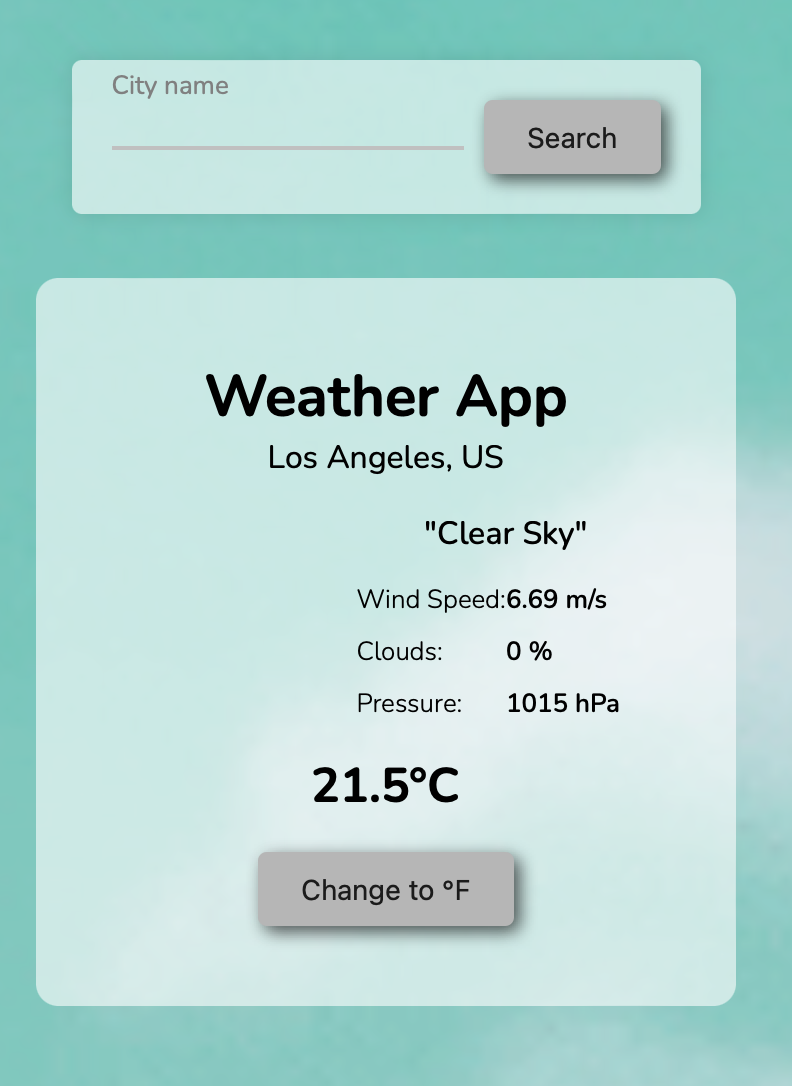 City name
Search
Weather App
Los Angeles, US
"Clear Sky"
Wind Speed:6.69 m/s
Clouds: 0 %
Pressure: 1015 hPa
21.5°C
Change to °F